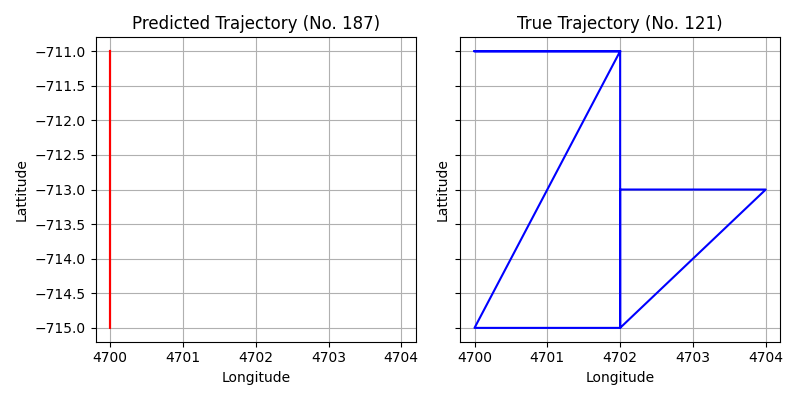 Predicted Trajectory (No. 187)
True Trajectory (No. 121)
Lattitude
−711.0
−711.5
−712.0
−712.5
−713.0
−713.5
−714.0
−714.5
−715.0
4700 4701 4702 4703 4704
Longitude
Lattitude
4700 4701 4702 4703 4704
Longitude